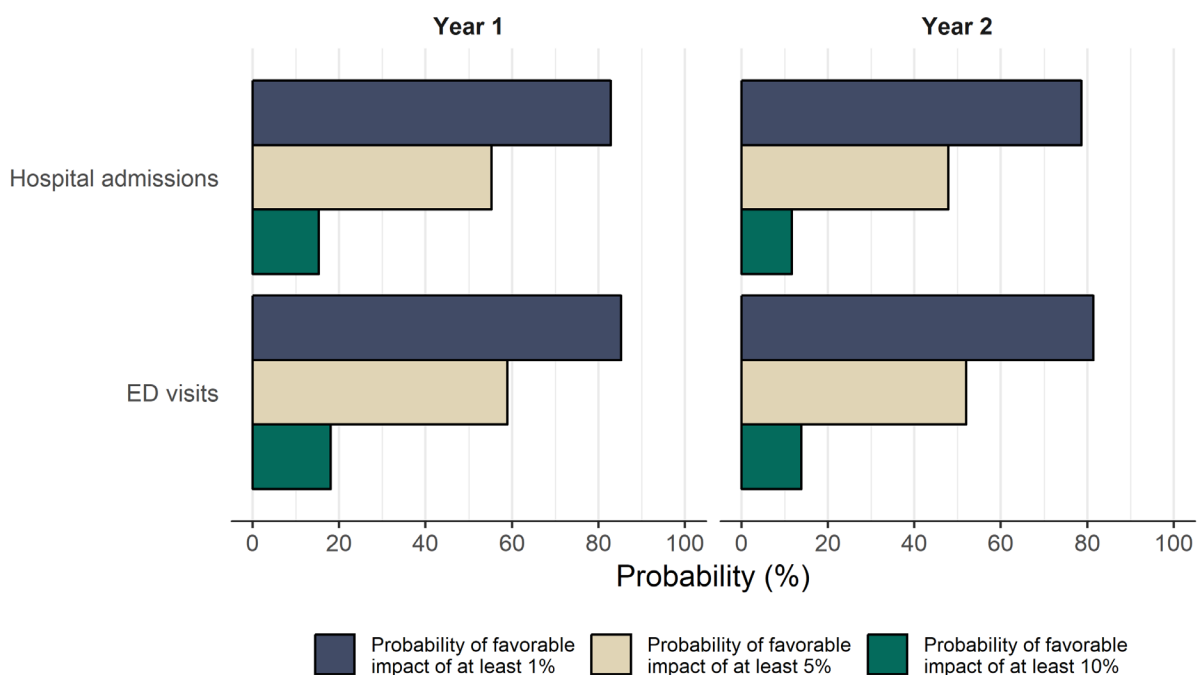 Year 1
Year 2
Hospital admissions
ED visits
0 20 40 60 80 100
0 20 40 60 80 100
Probability (%)
Probability of favorable
impact of at least 1%
Probability of favorable
impact of at least 5%
Probability of favorable
impact of at least 10%